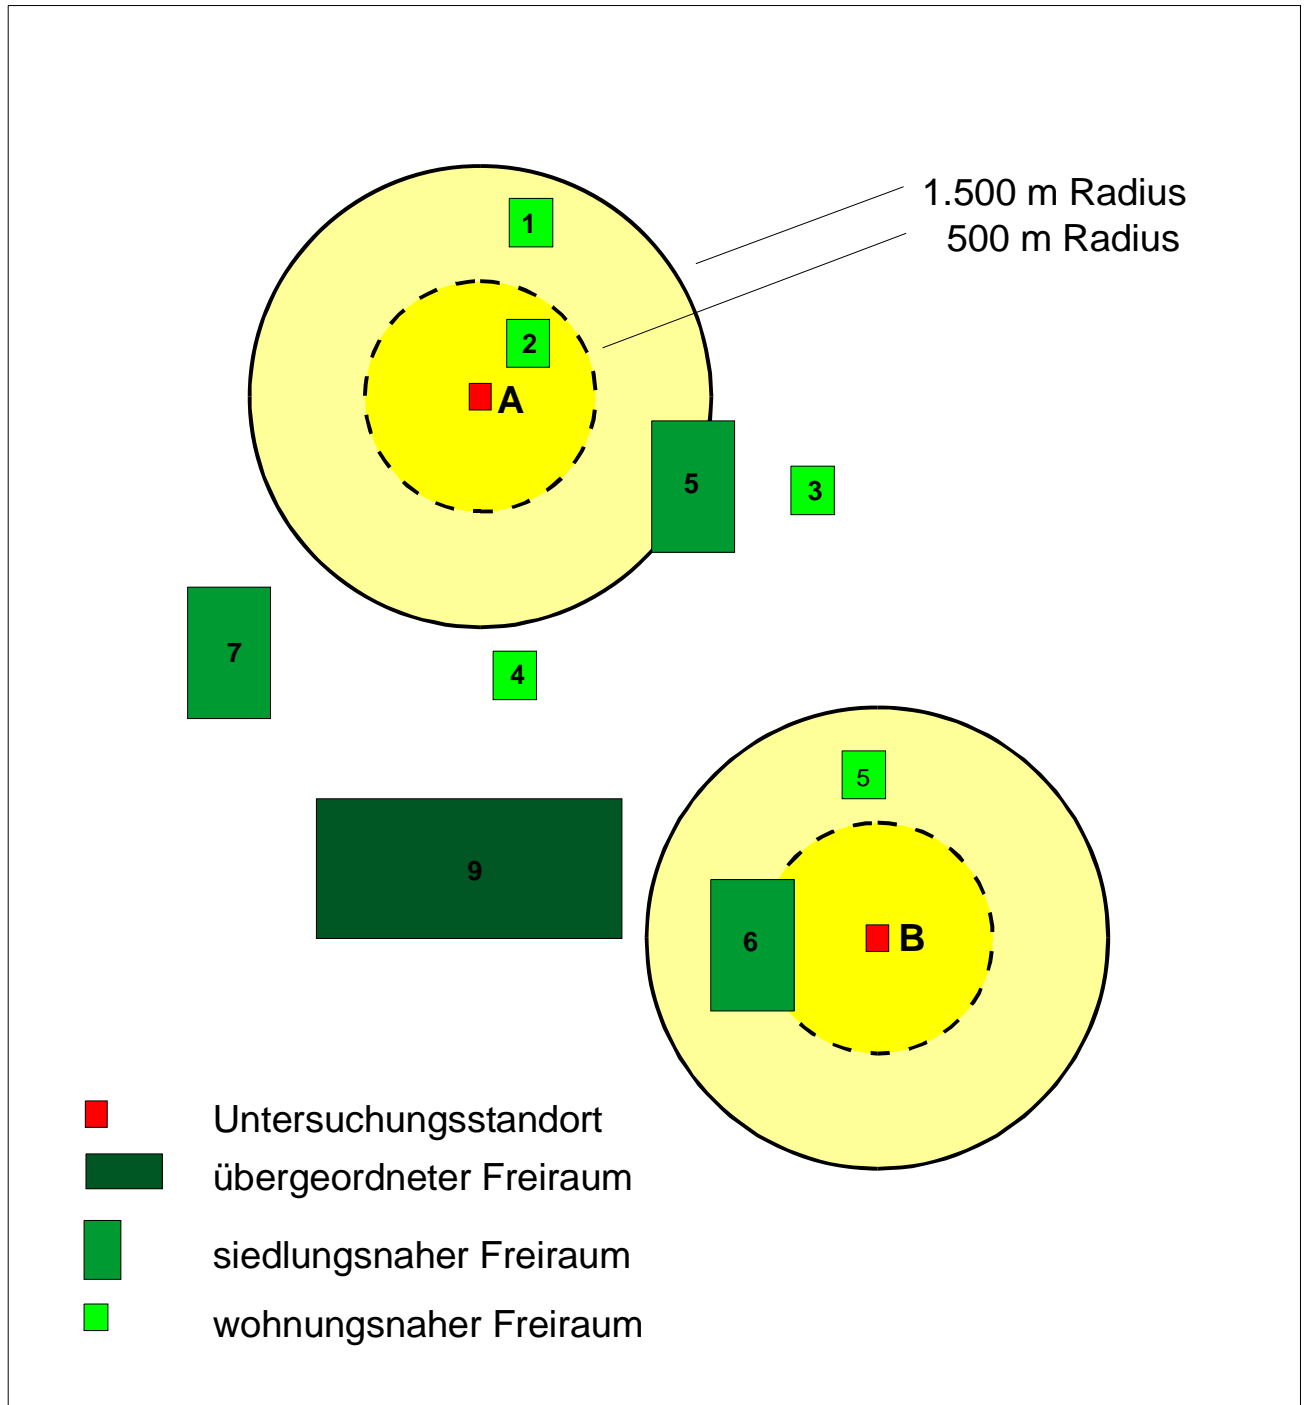 1.500 m Radius
500 m Radius
1
2
A
5
3
7
4
5
9
6
B
Untersuchungsstandort
übergeordneter Freiraum
siedlungsnaher Freiraum
wohnungsnaher Freiraum